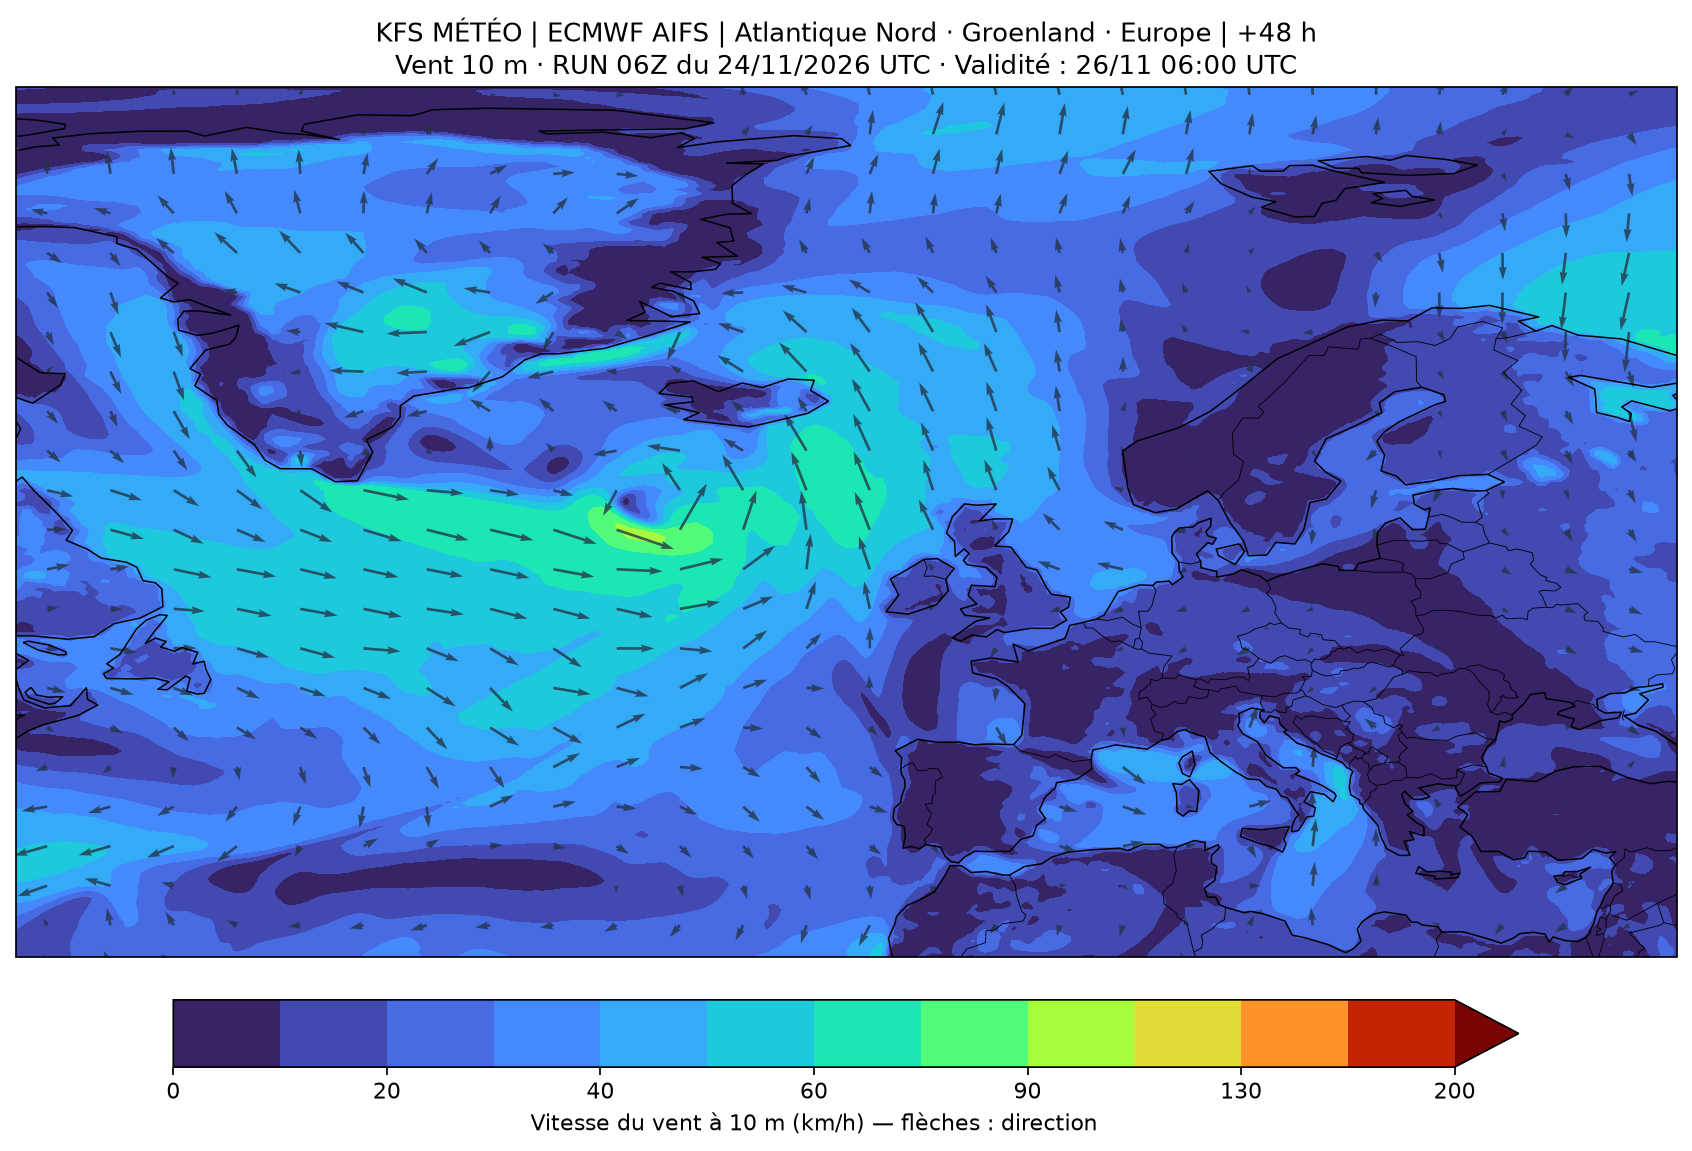 KFS MÉTÉO | ECMWF AIFS | Atlantique Nord · Groenland · Europe | +48 h
Vent 10 m · RUN 06Z du 24/11/2026 UTC · Validité : 26/11 06:00 UTC
0 20 40 60 90 130 200
Vitesse du vent à 10 m (km/h) — flèches : direction